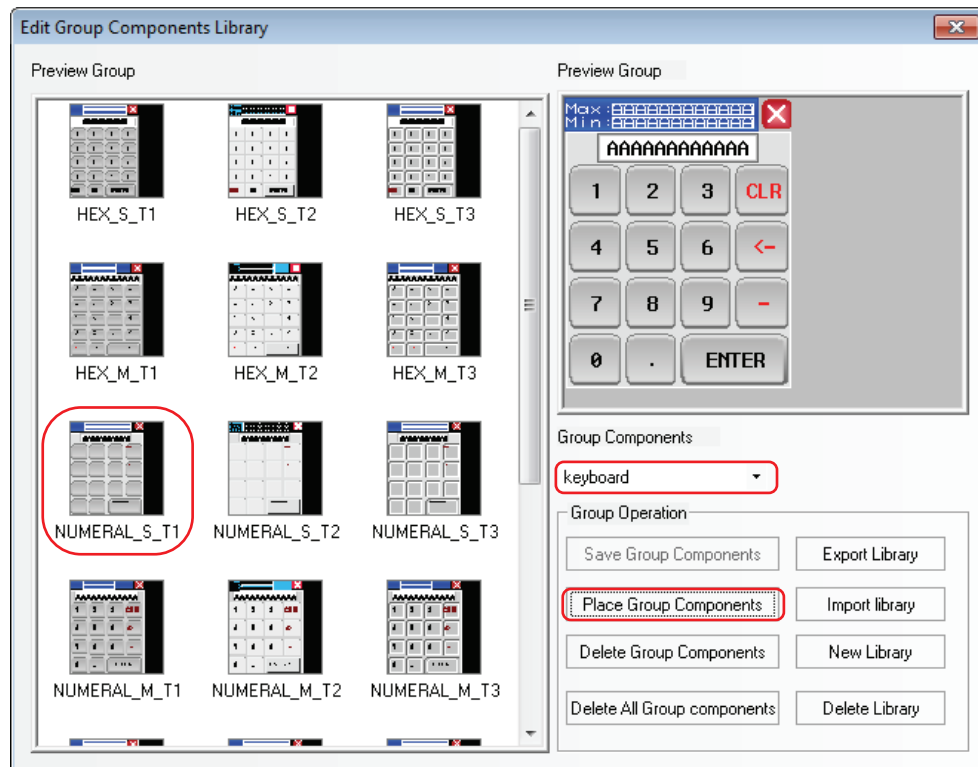 Edit Group Components Library
Preview Group
HEX_S_T1 HEX_S_T2 HEX_S_T3
HEX_M_T1 HEX_M_T2 HEX_M_T3
NUMERAL_S_T1 NUMERAL_S_T2 NUMERAL_S_T3
NUMERAL_M_T1 NUMERAL_M_T2 NUMERAL_M_T3
Preview Group
Max:AAAAAAAAAAAA
Min:AAAAAAAAAAAA
AAAAAAAAAAAA
1 2 3 CLR
4 5 6 <-
7 8 9 -
0 . ENTER
Group Components
keyboard
Group Operation
Save Group Components Export Library
Place Group Components Import library
Delete Group Components New Library
Delete All Group components Delete Library